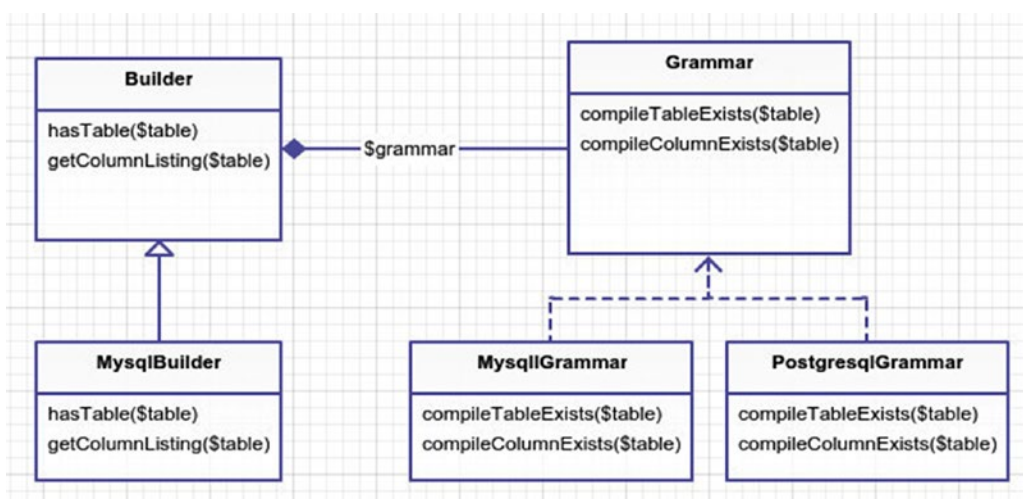 Builder
hasTable($table)
getColumnListing($table)
$grammar
Grammar
compileTableExists($table)
compileColumnExists($table)
MysqlBuilder
hasTable($table)
getColumnListing($table)
MysqllGrammar
compileTableExists($table)
compileColumnExists($table)
PostgresqlGrammar
compileTableExists($table)
compileColumnExists($table)